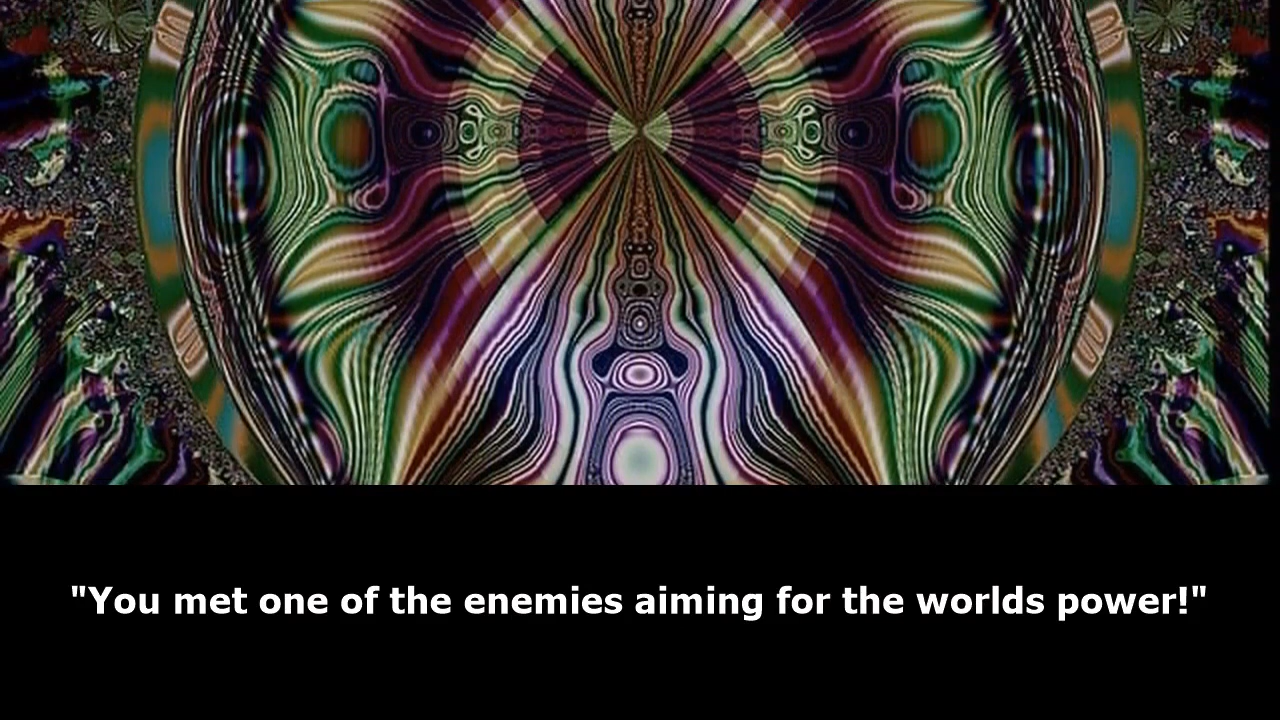 "You met one of the enemies aiming for the worlds power!"